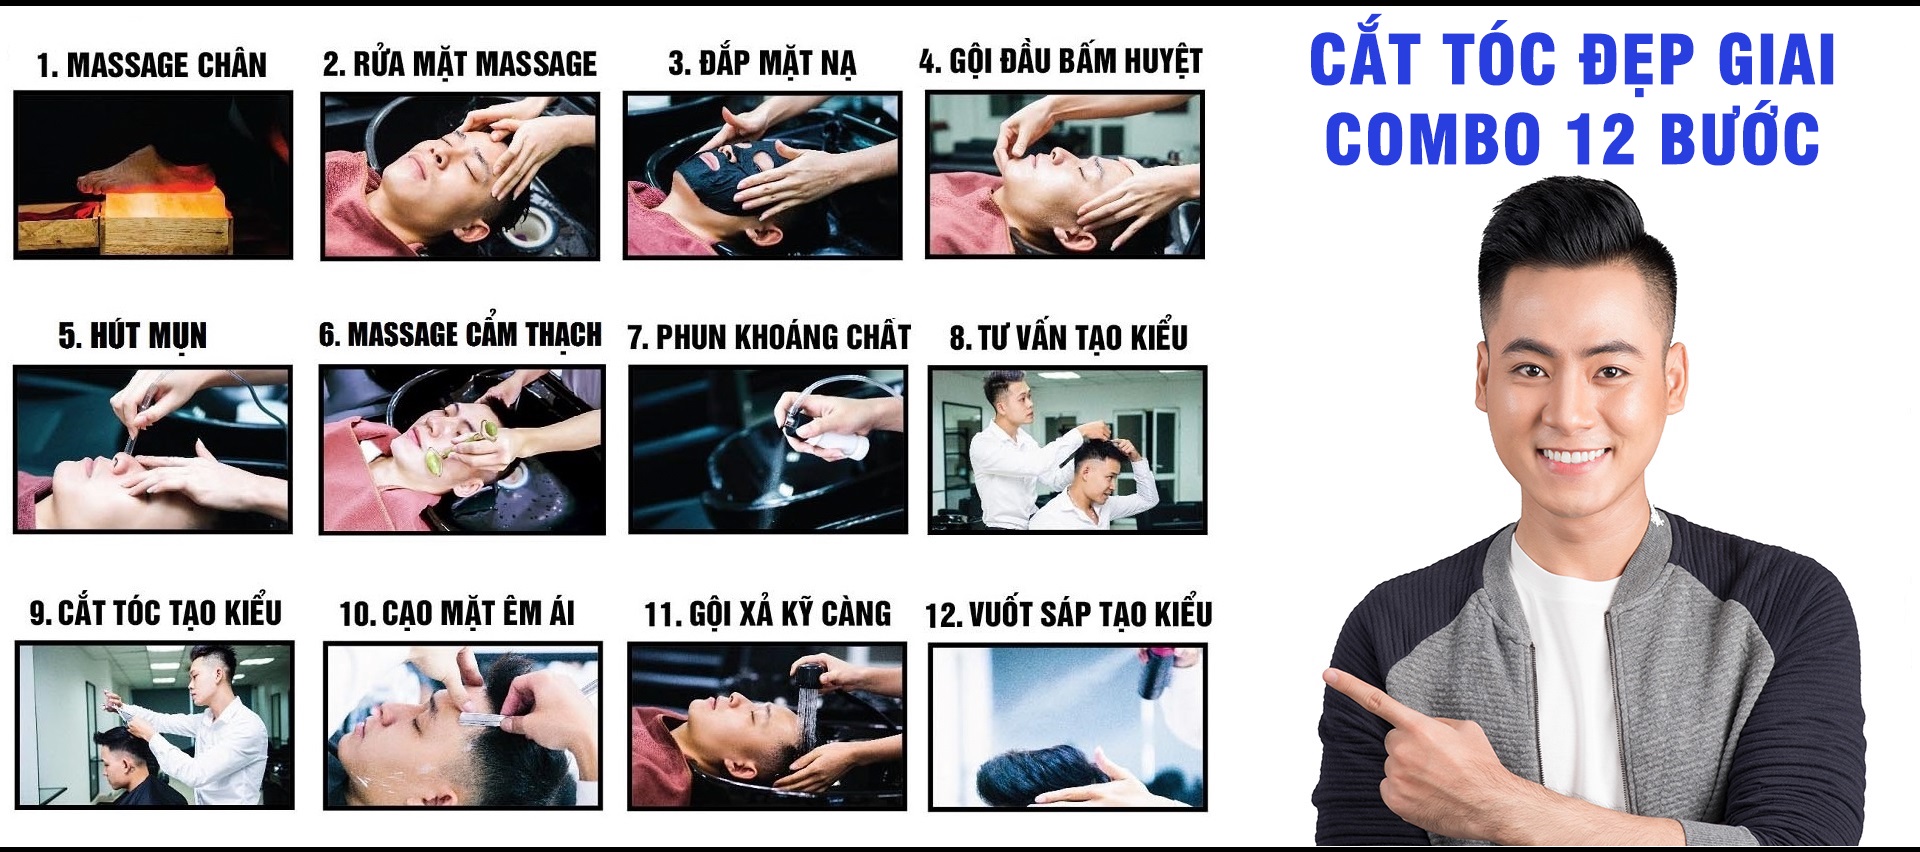 1. MASSAGE CHÂN
2. RỬA MẶT MASSAGE
3. ĐẮP MẶT NẠ
4. GỘI ĐẦU BẤM HUYỆT
5. HÚT MỤN
6. MASSAGE CẨM THẠCH
7. PHUN KHOÁNG CHẤT
8. TƯ VẤN TẠO KIỂU
9. CẮT TÓC TẠO KIỂU
10. CẠO MẶT ÊM ÁI
11. GỘI XẢ KỸ CÀNG
12. VUỐT SÁP TẠO KIỂU
CẮT TÓC ĐẸP GIAI
COMBO 12 BƯỚC